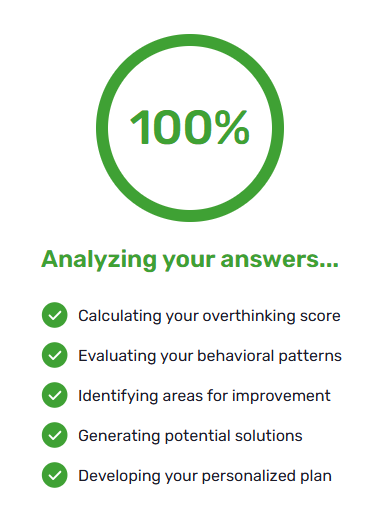 100%
Analyzing your answers...
Calculating your overthinking score
Evaluating your behavioral patterns
Identifying areas for improvement
Generating potential solutions
Developing your personalized plan